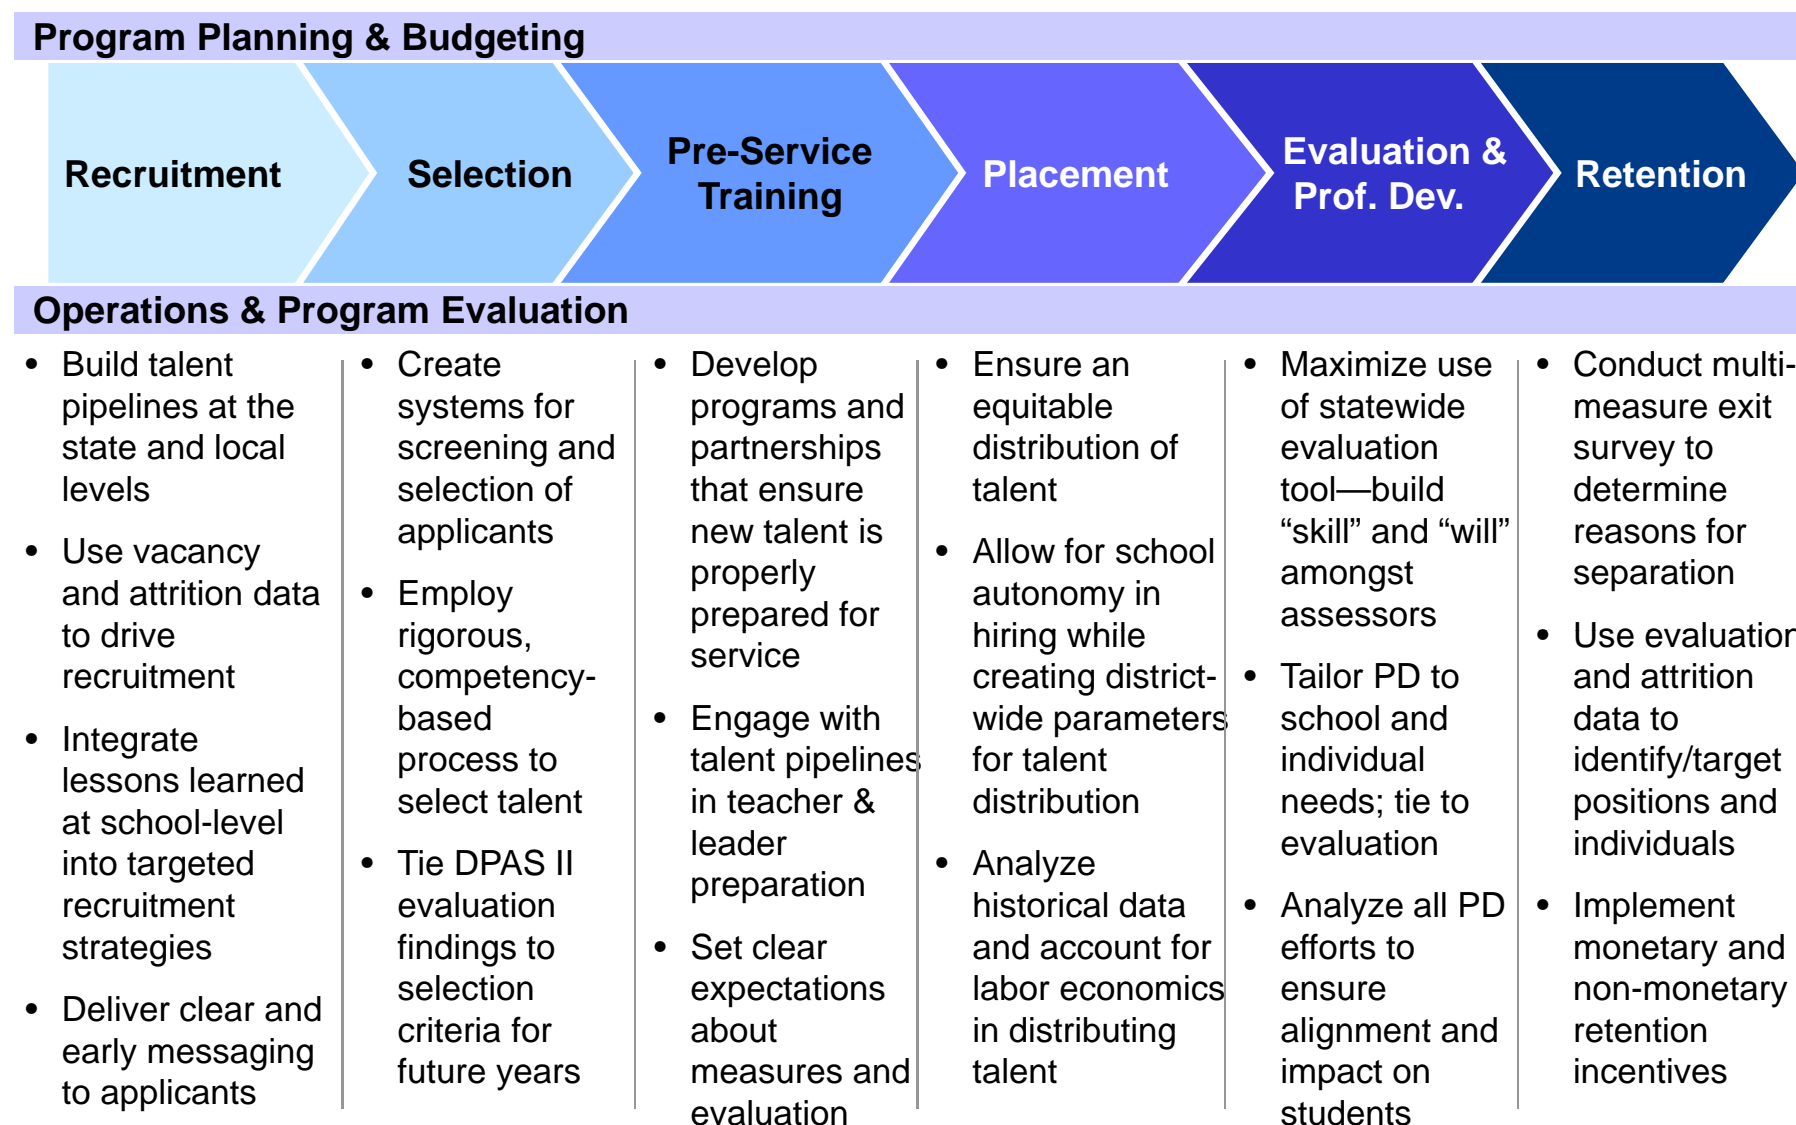 Program Planning & Budgeting
Recruitment
Selection
Pre-Service
Training
Placement
Evaluation &
Prof. Dev.
Retention
Operations & Program Evaluation
• Build talent
pipelines at the
state and local
levels
• Use vacancy
and attrition data
to drive
recruitment
• Integrate
lessons learned
at school-level
into targeted
recruitment
strategies
• Deliver clear and
early messaging
to applicants
• Create
systems for
screening and
selection of
applicants
• Employ
rigorous,
competency-
based
process to
select talent
• Tie DPAS II
evaluation
findings to
selection
criteria for
future years
• Develop
programs and
partnerships
that ensure
new talent is
properly
prepared for
service
• Engage with
talent pipelines
in teacher &
leader
preparation
• Set clear
expectations
about
measures and
evaluation
• Ensure an
equitable
distribution of
talent
• Allow for school
autonomy in
hiring while
creating district-
wide parameters
for talent
distribution
• Analyze
historical data
and account for
labor economics
in distributing
talent
• Maximize use
of statewide
evaluation
tool—build
“skill” and “will”
amongst
assessors
• Tailor PD to
school and
individual
needs; tie to
evaluation
• Analyze all PD
efforts to
ensure
alignment and
impact on
students
• Conduct multi-
measure exit
survey to
determine
reasons for
separation
• Use evaluation
and attrition
data to
identify/target
positions and
individuals
• Implement
monetary and
non-monetary
retention
incentives